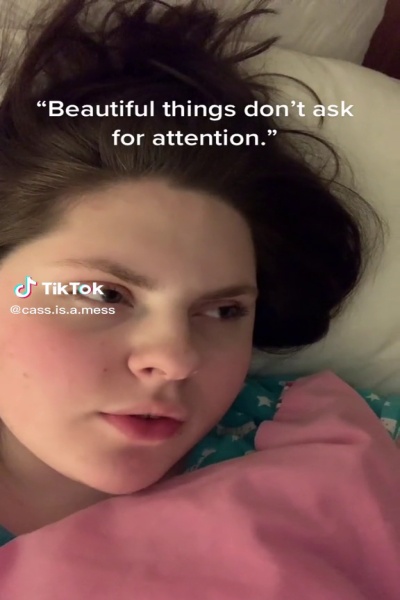 “Beautiful things don’t ask
for attention.”
TikTok
@cass.is.a.mess